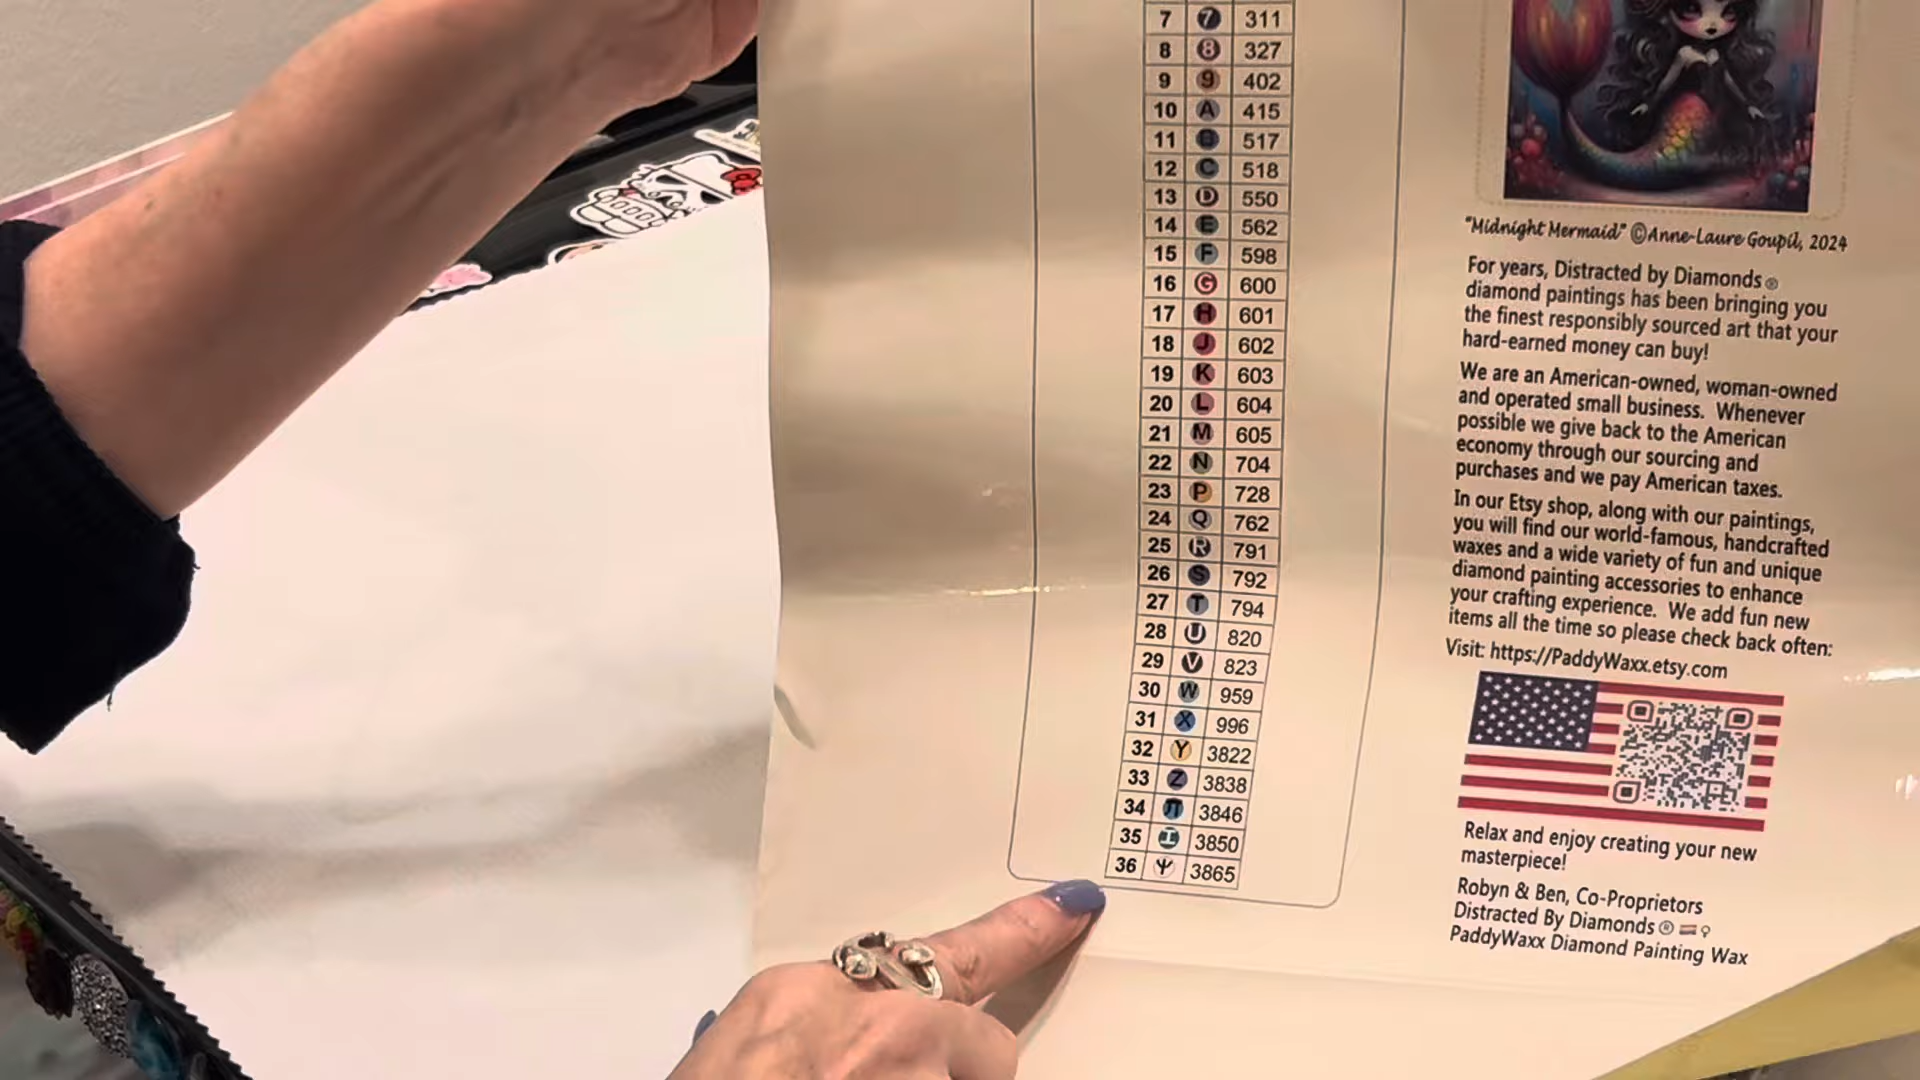 7 7 311
8 8 327
9 9 402
10 A 415
11 B 517
12 C 518
13 D 550
14 E 562
15 F 598
16 G 600
17 H 601
18 J 602
19 K 603
20 L 604
21 M 605
22 N 704
23 P 728
24 Q 762
25 R 791
26 S 792
27 T 794
28 U 820
29 V 823
30 W 959
31 X 996
32 Y 3822
33 Z 3838
34 π 3846
35 I 3850
36 Ψ 3865
"Midnight Mermaid" ©Anne-Laure Goupil, 2024
For years, Distracted by Diamonds ®
diamond paintings has been bringing you
the finest responsibly sourced art that your
hard-earned money can buy!
We are an American-owned, woman-owned
and operated small business. Whenever
possible we give back to the American
economy through our sourcing and
purchases and we pay American taxes.
In our Etsy shop, along with our paintings,
you will find our world-famous, handcrafted
waxes and a wide variety of fun and unique
diamond painting accessories to enhance
your crafting experience. We add fun new
items all the time so please check back often:
Visit: https://PaddyWaxx.etsy.com
Relax and enjoy creating your new
masterpiece!
Robyn & Ben, Co-Proprietors
Distracted By Diamonds ®
PaddyWaxx Diamond Painting Wax